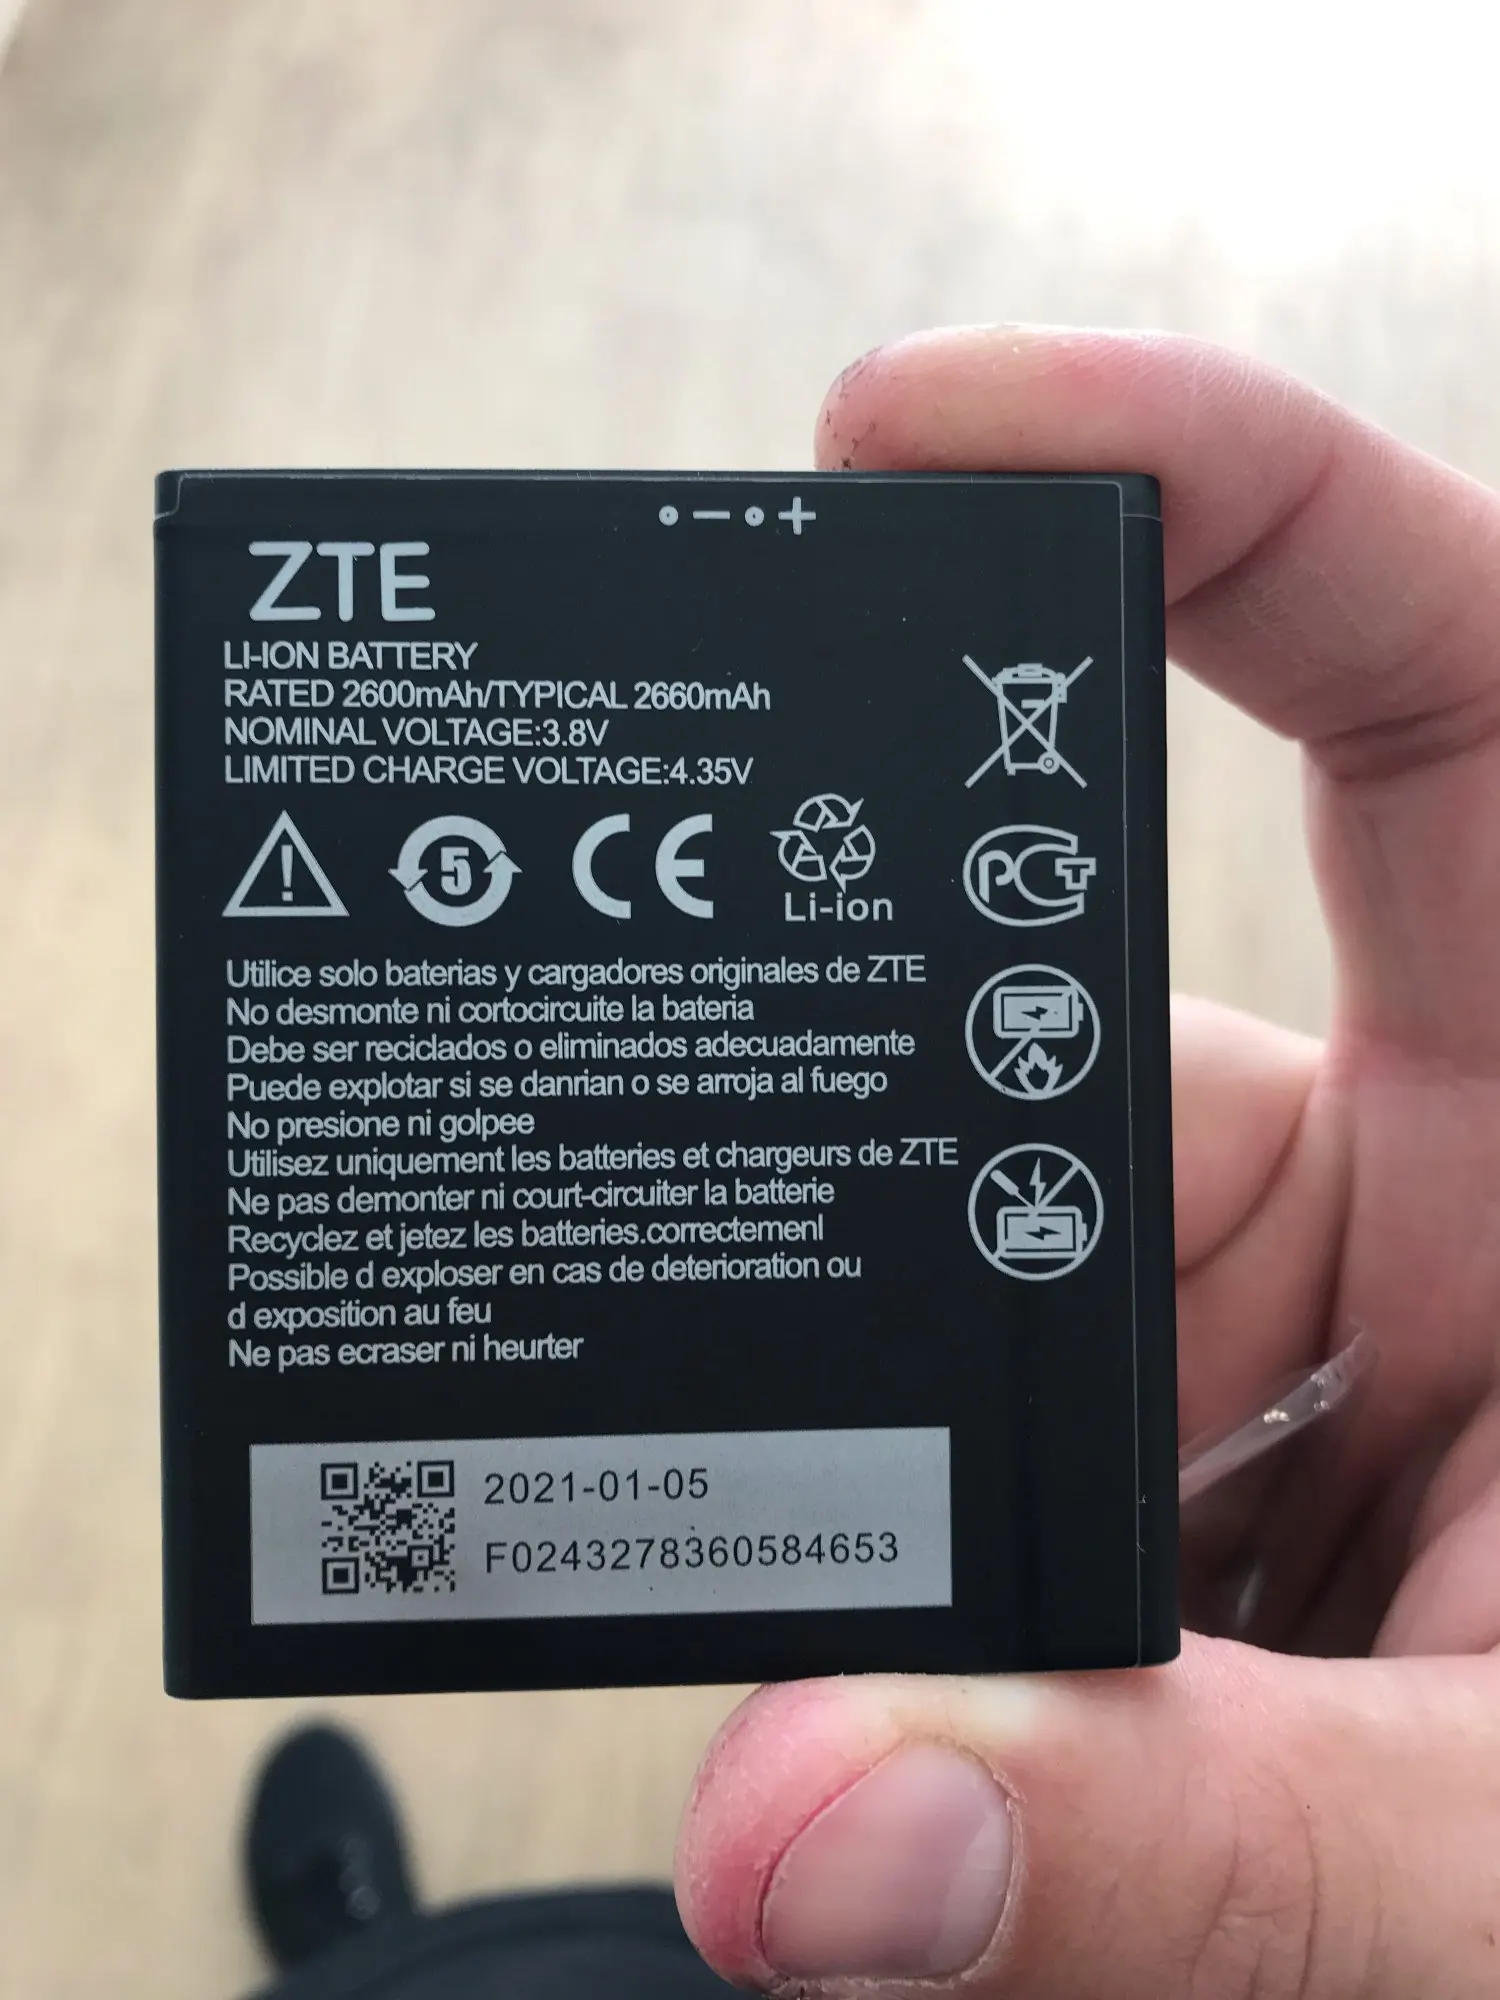 ZTE
LI-ION BATTERY
RATED 2600mAh/TYPICAL 2660mAh
NOMINAL VOLTAGE:3.8V
LIMITED CHARGE VOLTAGE:4.35V
5
CE
Li-ion
PCT
Utilice solo baterias y cargadores originales de ZTE
No desmonte ni cortocircuite la bateria
Debe ser reciclados o eliminados adecuadamente
Puede explotar si se danrian o se arroja al fuego
No presione ni golpee
Utilisez uniquement les batteries et chargeurs de ZTE
Ne pas demonter ni court-circuiter la batterie
Recyclez et jetez les batteries.correctemenl
Possible d exploser en cas de deterioration ou
d exposition au feu
Ne pas ecraser ni heurter
2021-01-05
F0243278360584653